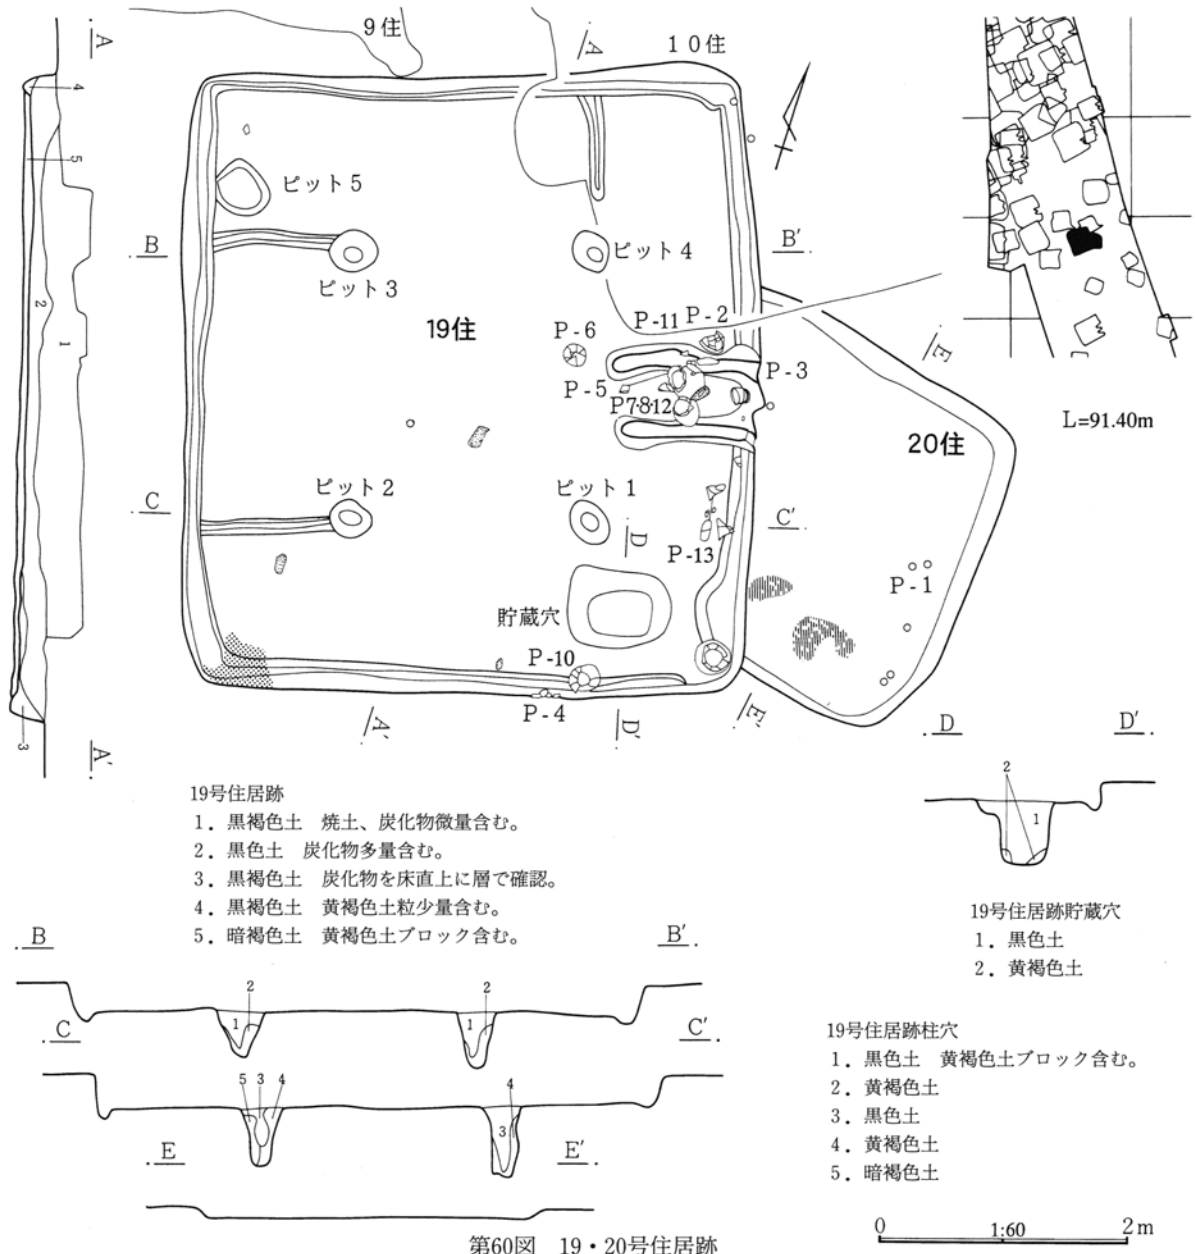 9住
10住
A
A
ピット5
B
B′
ピット4
ピット3
19住
P-11 P-2
P-6
P-3
P-5
P7·8·12
E
L=91.40m
20住
ピット2
ピット1
C
C′
D
P-13
P-1
貯蔵穴
P-10
P-4
A′
D′
E′
A′
4
5
2
1
3
19号住居跡
1．黒褐色土　焼土、炭化物微量含む。
2．黒色土　炭化物多量含む。
3．黒褐色土　炭化物を床直上に層で確認。
4．黒褐色土　黄褐色土粒少量含む。
5．暗褐色土　黄褐色土ブロック含む。
D
D′
2
1
19号住居跡貯蔵穴
1．黒色土
2．黄褐色土
B
B′
2
2
1
1
C
C′
5 3 4
4
3
E
E′
19号住居跡柱穴
1．黒色土　黄褐色土ブロック含む。
2．黄褐色土
3．黒色土
4．黄褐色土
5．暗褐色土
0 1:60 2m
第60図　19・20号住居跡